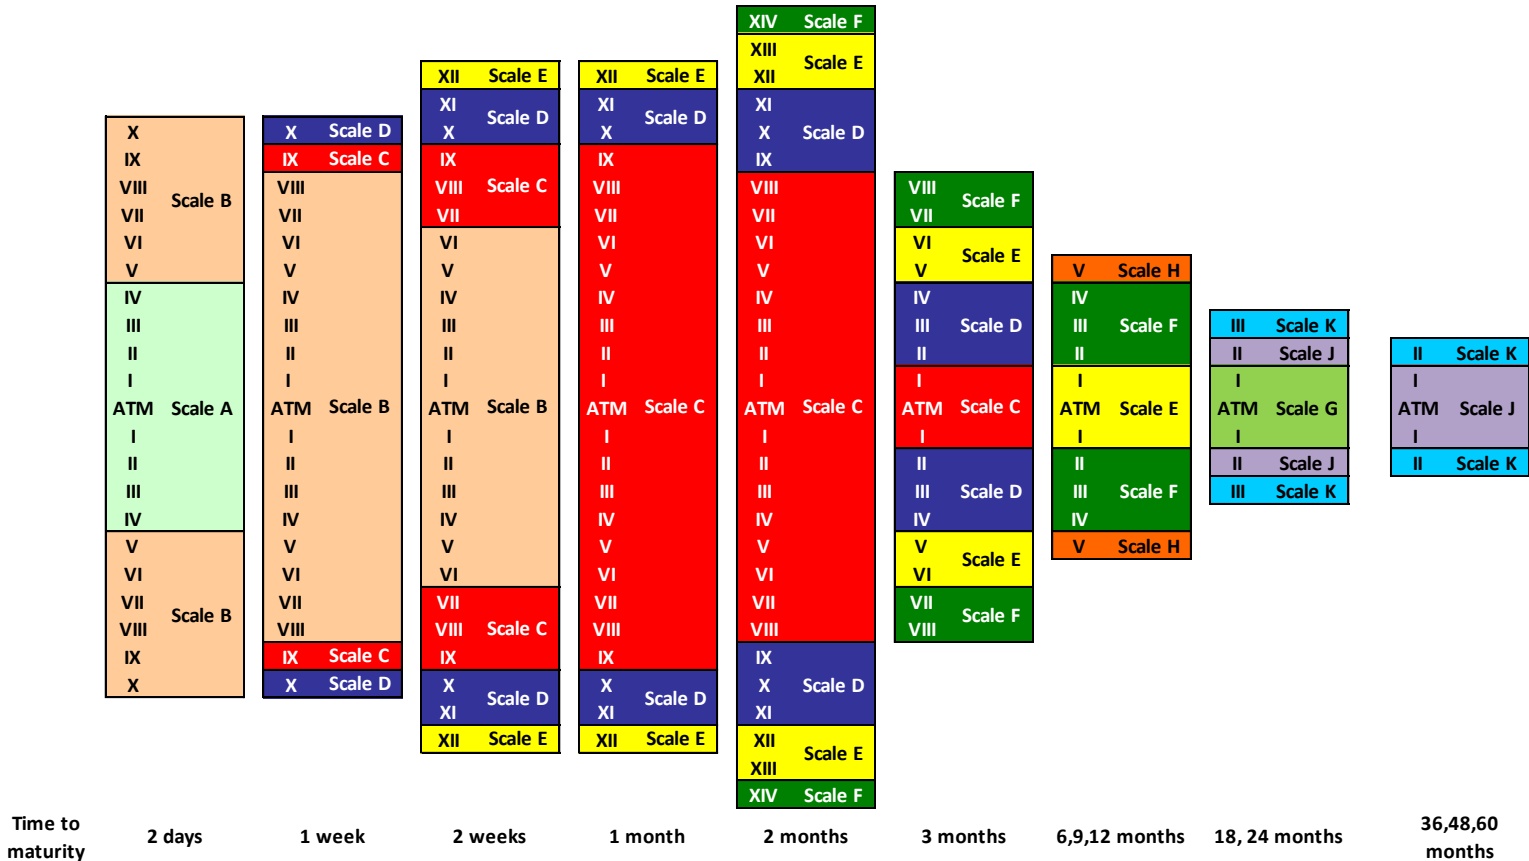 X
IX
VIII
Scale B
VII
VI
V
IV
III
II
I
ATM Scale A
I
II
III
IV
V
VI
VII
Scale B
VIII
IX
X
X Scale D
IX Scale C
VIII
VII
VI
V
IV
III
II
I
ATM Scale B
I
II
III
IV
V
VI
VII
VIII
IX Scale C
X Scale D
XII Scale E
XI
Scale D
X
IX
VIII Scale C
VII
VI
V
IV
III
II
I
ATM Scale B
I
II
III
IV
V
VI
VII
VIII Scale C
IX
X
Scale D
XI
XII Scale E
XII Scale E
XI
Scale D
X
IX
VIII
VII
VI
V
IV
III
II
I
ATM Scale C
I
II
III
IV
V
VI
VII
VIII
IX
X
Scale D
XI
XII Scale E
XIV Scale F
XIII
Scale E
XII
XI
X Scale D
IX
VIII
VII
VI
V
IV
III
II
I
ATM Scale C
I
II
III
IV
V
VI
VII
VIII
IX
X Scale D
XI
XII
Scale E
XIII
XIV Scale F
VIII
Scale F
VII
VI
Scale E
V
IV
III Scale D
II
I
ATM Scale C
I
II
III Scale D
IV
V
Scale E
VI
VII
Scale F
VIII
V Scale H
IV
III Scale F
II
I
ATM Scale E
I
II
III Scale F
IV
V Scale H
III Scale K
II Scale J
I
ATM Scale G
I
II Scale J
III Scale K
II Scale K
I
ATM Scale J
I
II Scale K
Time to
maturity
2 days
1 week
2 weeks
1 month
2 months
3 months
6,9,12 months
18, 24 months
36,48,60
months